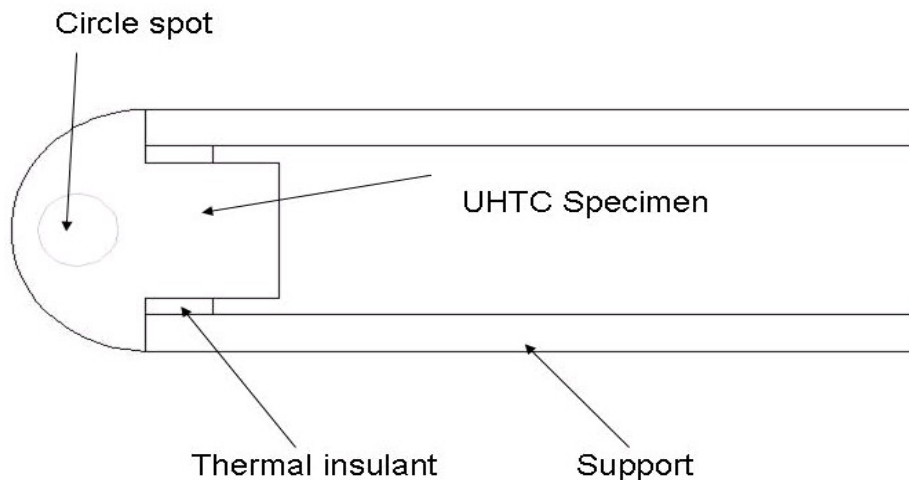 Circle spot
UHTC Specimen
Thermal insulant
Support